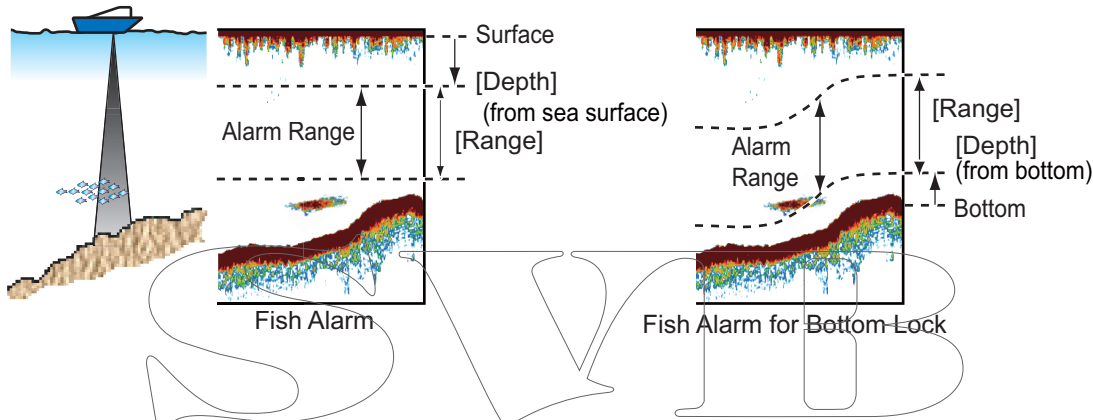 Surface
[Depth]
(from sea surface)
Alarm Range
[Range]
Fish Alarm
[Range]
Alarm
Range
[Depth]
(from bottom)
Bottom
Fish Alarm for Bottom Lock
SVB